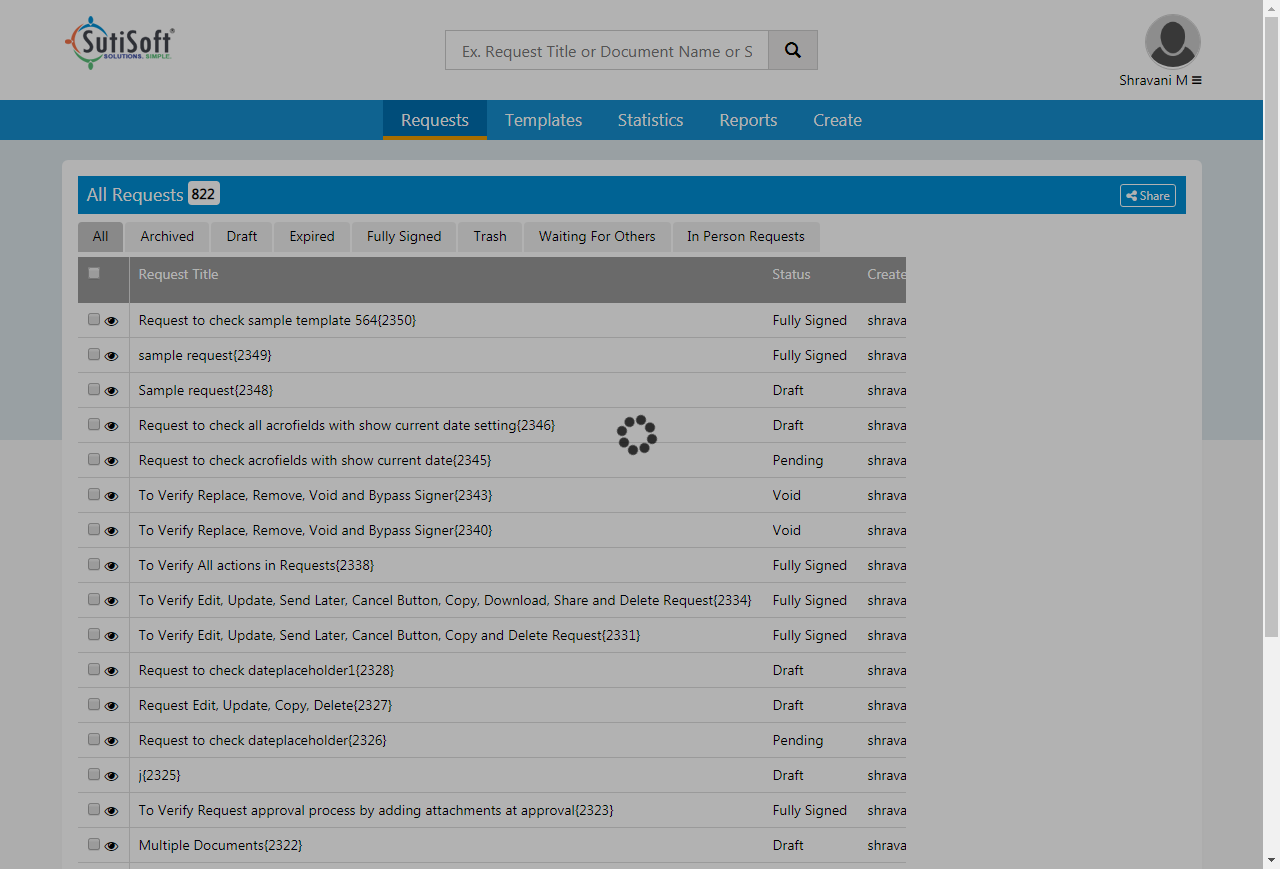 SutiSoft
SOLUTIONS. SIMPLE.
Ex. Request Title or Document Name or S
Shravani M
Requests Templates Statistics Reports Create
All Requests 822
Share
All Archived Draft Expired Fully Signed Trash Waiting For Others In Person Requests
Request Title Status Create
Request to check sample template 564{2350} Fully Signed shrava
sample request{2349} Fully Signed shrava
Sample request{2348} Draft shrava
Request to check all acrofields with show current date setting{2346} Draft shrava
Request to check acrofields with show current date{2345} Pending shrava
To Verify Replace, Remove, Void and Bypass Signer{2343} Void shrava
To Verify Replace, Remove, Void and Bypass Signer{2340} Void shrava
To Verify All actions in Requests{2338} Fully Signed shrava
To Verify Edit, Update, Send Later, Cancel Button, Copy, Download, Share and Delete Request{2334} Fully Signed shrava
To Verify Edit, Update, Send Later, Cancel Button, Copy and Delete Request{2331} Fully Signed shrava
Request to check dateplaceholder1{2328} Draft shrava
Request Edit, Update, Copy, Delete{2327} Draft shrava
Request to check dateplaceholder{2326} Pending shrava
j{2325} Draft shrava
To Verify Request approval process by adding attachments at approval{2323} Fully Signed shrava
Multiple Documents{2322} Draft shrava